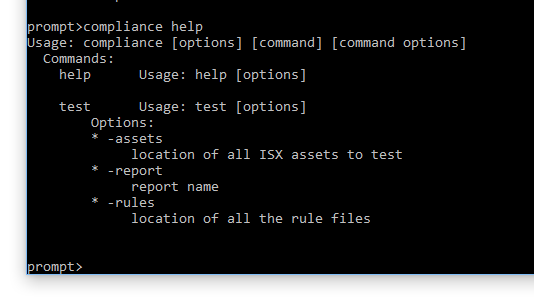 prompt>compliance help
Usage: compliance [options] [command] [command options]
Commands:
help Usage: help [options]
test Usage: test [options]
Options:
* -assets
location of all ISX assets to test
* -report
report name
* -rules
location of all the rule files
prompt>